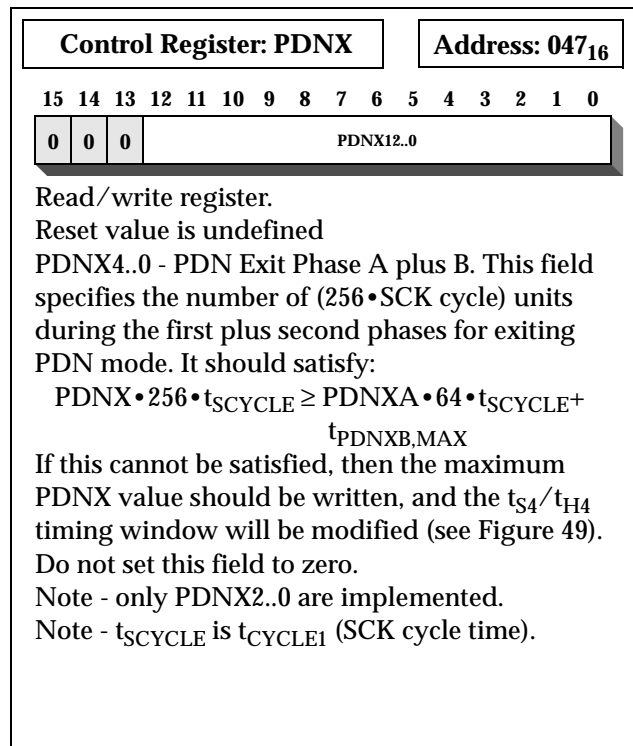 Control Register: PDNX Address: 047₁₆
15 14 13 12 11 10 9 8 7 6 5 4 3 2 1 0
0 0 0 PDNX12..0
Read/write register.
Reset value is undefined
PDNX4..0 - PDN Exit Phase A plus B. This field
specifies the number of (256•SCK cycle) units
during the first plus second phases for exiting
PDN mode. It should satisfy:
PDNX•256•tSCYCLE ≥ PDNXA•64•tSCYCLE+
tPDNXB,MAX
If this cannot be satisfied, then the maximum
PDNX value should be written, and the tS4/tH4
timing window will be modified (see Figure 49).
Do not set this field to zero.
Note - only PDNX2..0 are implemented.
Note - tSCYCLE is tCYCLE1 (SCK cycle time).